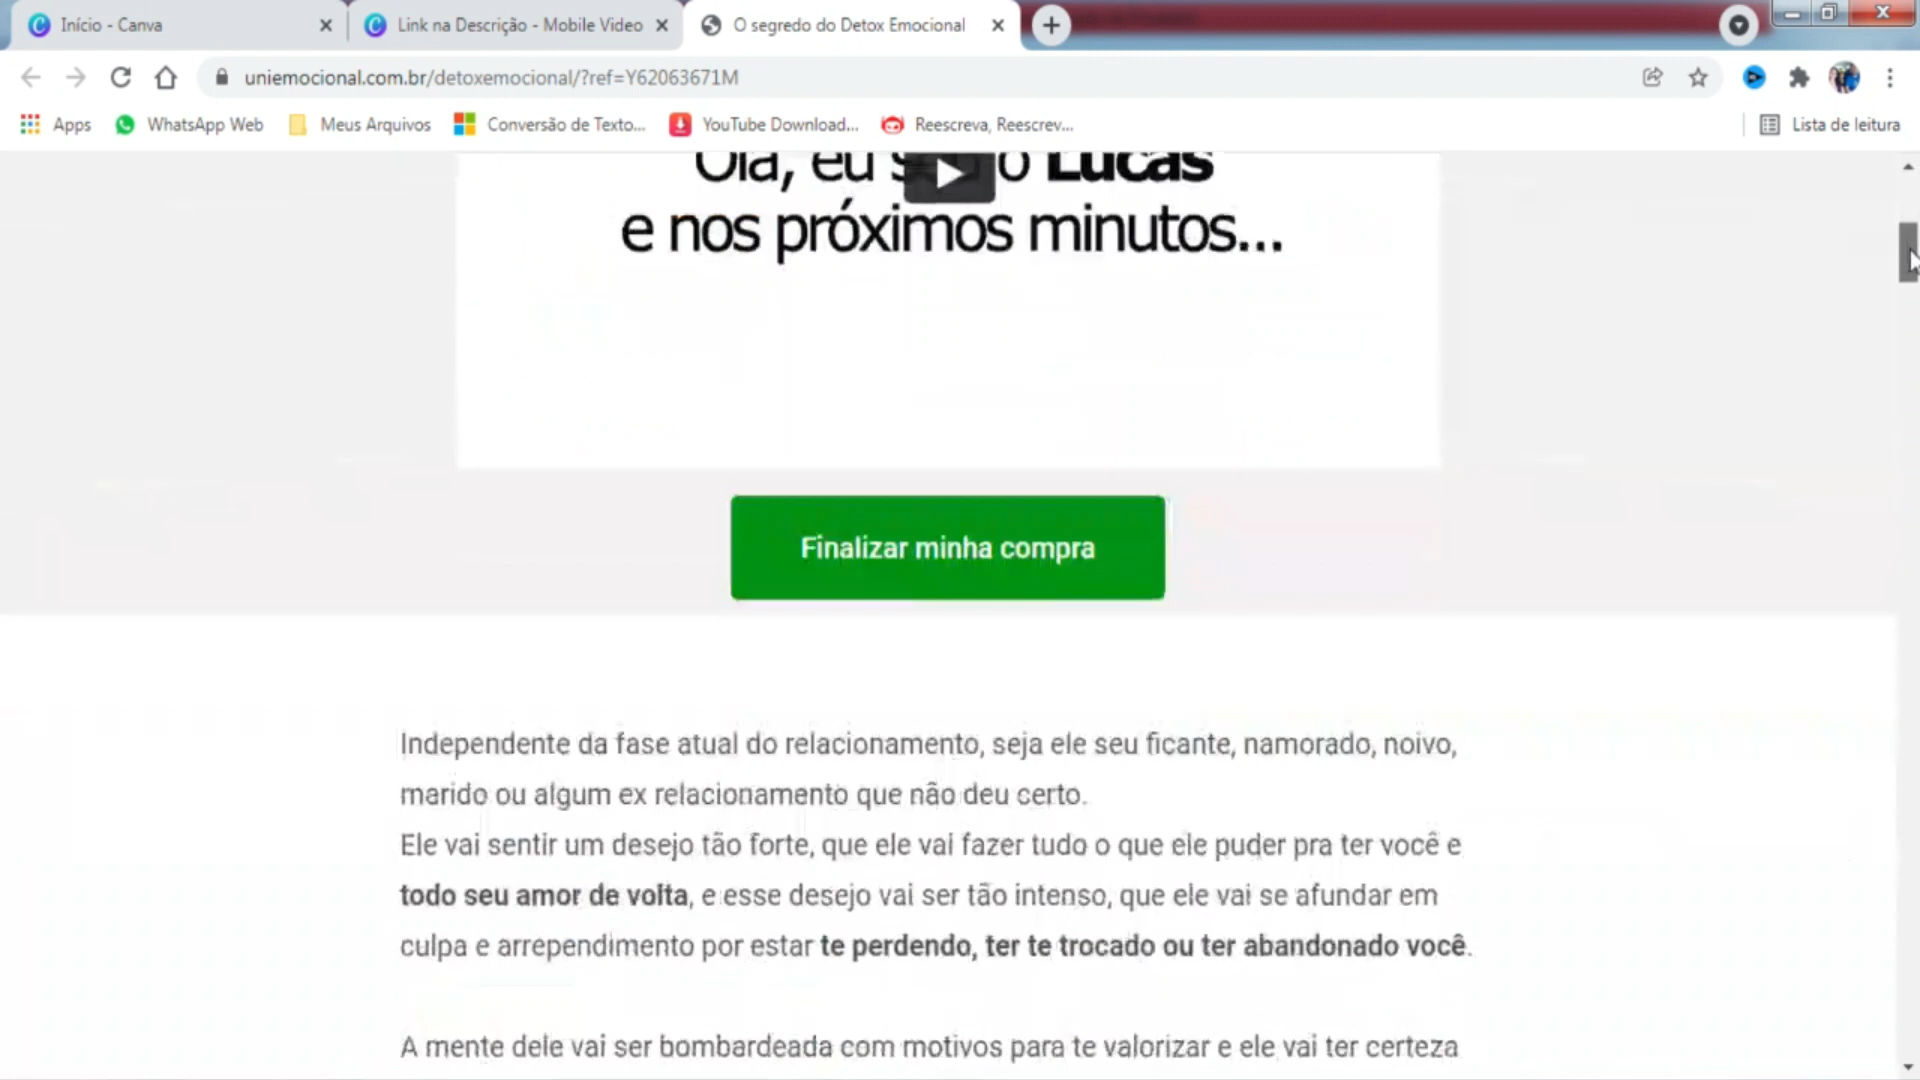 Início - Canva
Link na Descrição - Mobile Video
O segredo do Detox Emocional
uniemocional.com.br/detoxemocional/?ref=Y62063671M
Apps
WhatsApp Web
Meus Arquivos
Conversão de Texto...
YouTube Download...
Reescreva, Reescrev...
Lista de leitura
Olá, eu s o Lucas
e nos próximos minutos...
Finalizar minha compra
Independente da fase atual do relacionamento, seja ele seu ficante, namorado, noivo,
marido ou algum ex relacionamento que não deu certo.
Ele vai sentir um desejo tão forte, que ele vai fazer tudo o que ele puder pra ter você e
todo seu amor de volta, e esse desejo vai ser tão intenso, que ele vai se afundar em
culpa e arrependimento por estar te perdendo, ter te trocado ou ter abandonado você.
A mente dele vai ser bombardeada com motivos para te valorizar e ele vai ter certeza